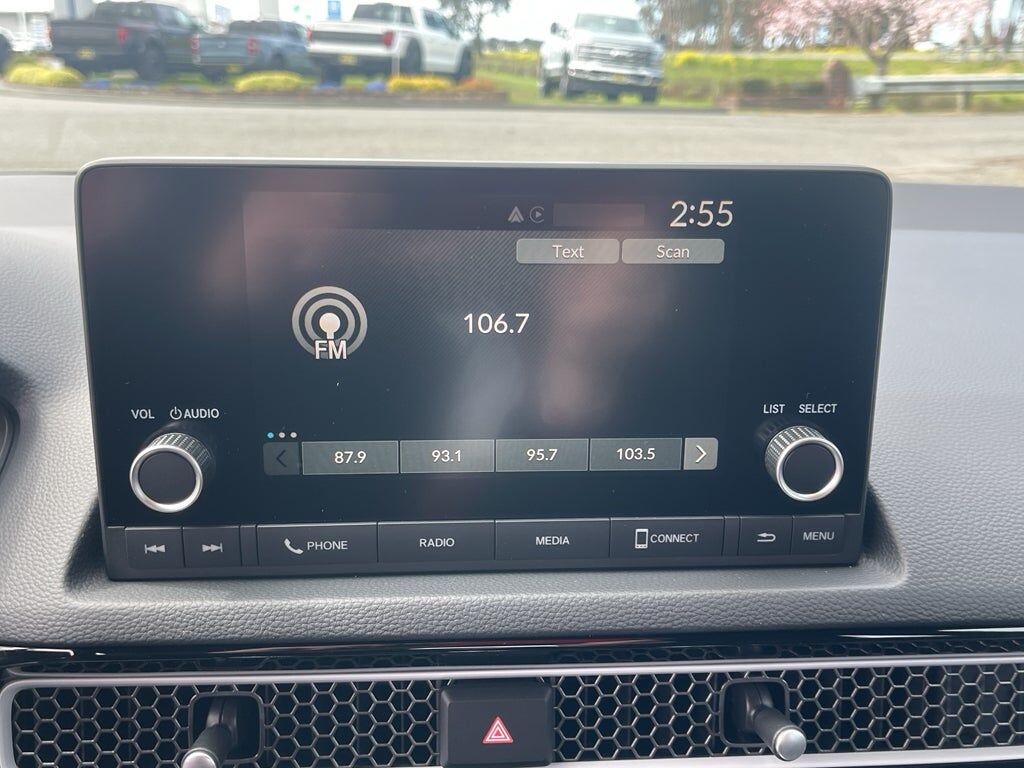 2:55
Text Scan
106.7
FM
VOL AUDIO
LIST SELECT
87.9 93.1 95.7 103.5
PHONE RADIO MEDIA CONNECT MENU